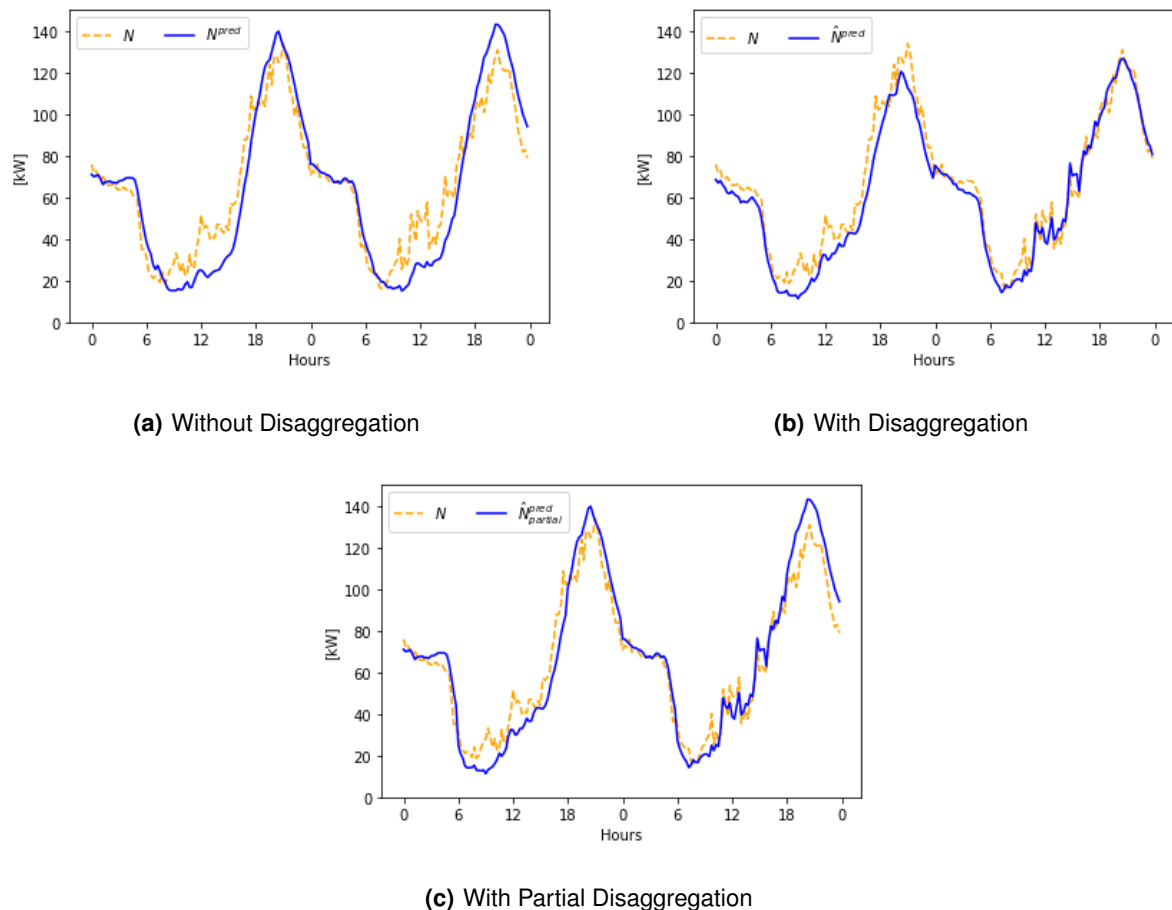 140
120
100
80
60
40
20
0
[kW]
N N^pred
0 6 12 18 0 6 12 18 0
Hours
(a) Without Disaggregation
140
120
100
80
60
40
20
0
[kW]
N N̂^pred
0 6 12 18 0 6 12 18 0
Hours
(b) With Disaggregation
140
120
100
80
60
40
20
0
[kW]
N N̂^pred_partial
0 6 12 18 0 6 12 18 0
Hours
(c) With Partial Disaggregation